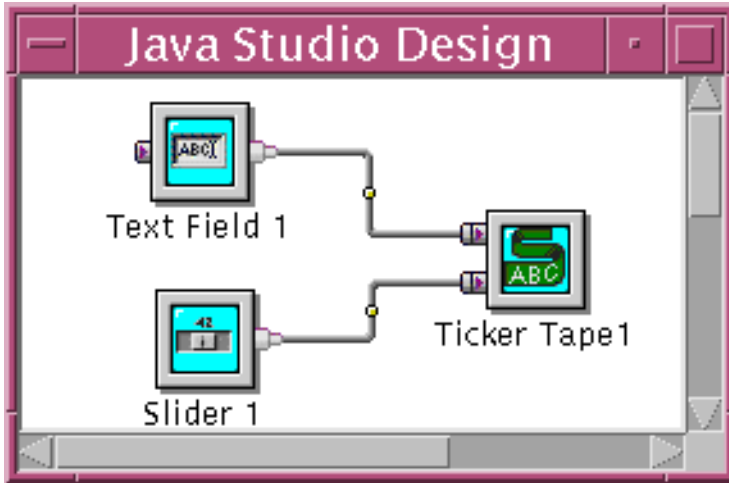 Java Studio Design
ABC
Text Field 1
ABC
Ticker Tape1
42
Slider 1